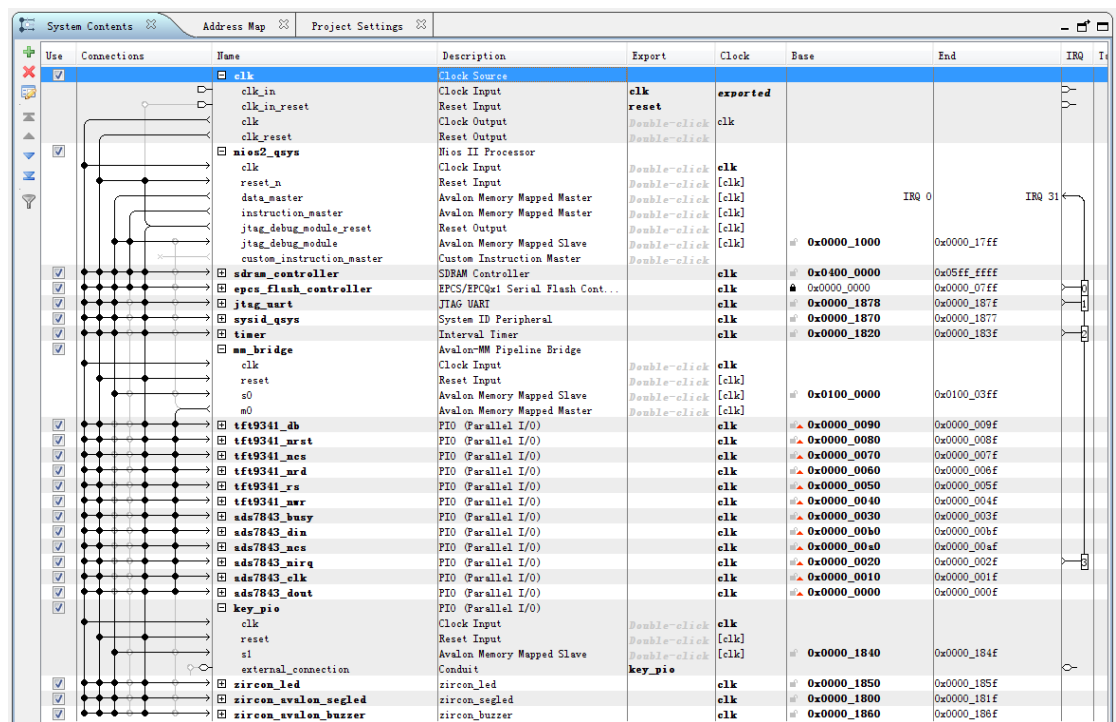 System Contents Address Map Project Settings
Use Connections Name Description Export Clock Base End IRQ
clk Clock Source
clk_in Clock Input clk exported
clk_in_reset Reset Input reset
clk Clock Output Double-click clk
clk_reset Reset Output Double-click
nios2_qsys Nios II Processor
clk Clock Input Double-click clk
reset_n Reset Input Double-click [clk]
data_master Avalon Memory Mapped Master Double-click [clk] IRQ 0 IRQ 31
instruction_master Avalon Memory Mapped Master Double-click [clk]
jtag_debug_module_reset Reset Output Double-click [clk]
jtag_debug_module Avalon Memory Mapped Slave Double-click [clk] 0x0000_1000 0x0000_17ff
custom_instruction_master Custom Instruction Master Double-click
sdram_controller SDRAM Controller clk 0x0400_0000 0x05ff_ffff
epcs_flash_controller EPCS/EPCQx1 Serial Flash Cont... clk 0x0000_0000 0x0000_07ff 0
jtag_uart JTAG UART clk 0x0000_1878 0x0000_187f 1
sysid_qsys System ID Peripheral clk 0x0000_1870 0x0000_1877
timer Interval Timer clk 0x0000_1820 0x0000_183f 2
mm_bridge Avalon-MM Pipeline Bridge
clk Clock Input Double-click clk
reset Reset Input Double-click [clk]
s0 Avalon Memory Mapped Slave Double-click [clk] 0x0100_0000 0x0100_03ff
m0 Avalon Memory Mapped Master Double-click [clk]
tft9341_db PIO (Parallel I/O) clk 0x0000_0090 0x0000_009f
tft9341_nrst PIO (Parallel I/O) clk 0x0000_0080 0x0000_008f
tft9341_ncs PIO (Parallel I/O) clk 0x0000_0070 0x0000_007f
tft9341_nrd PIO (Parallel I/O) clk 0x0000_0060 0x0000_006f
tft9341_rs PIO (Parallel I/O) clk 0x0000_0050 0x0000_005f
tft9341_nwr PIO (Parallel I/O) clk 0x0000_0040 0x0000_004f
ads7843_busy PIO (Parallel I/O) clk 0x0000_0030 0x0000_003f
ads7843_din PIO (Parallel I/O) clk 0x0000_00b0 0x0000_00bf
ads7843_ncs PIO (Parallel I/O) clk 0x0000_00a0 0x0000_00af
ads7843_nirq PIO (Parallel I/O) clk 0x0000_0020 0x0000_002f 3
ads7843_clk PIO (Parallel I/O) clk 0x0000_0010 0x0000_001f
ads7843_dout PIO (Parallel I/O) clk 0x0000_0000 0x0000_000f
key_pio PIO (Parallel I/O)
clk Clock Input Double-click clk
reset Reset Input Double-click [clk]
s1 Avalon Memory Mapped Slave Double-click [clk] 0x0000_1840 0x0000_184f
external_connection Conduit key_pio
zircon_led zircon_led clk 0x0000_1850 0x0000_185f
zircon_avalon_segled zircon_segled clk 0x0000_1800 0x0000_181f
zircon_avalon_buzzer zircon_buzzer clk 0x0000_1860 0x0000_186f